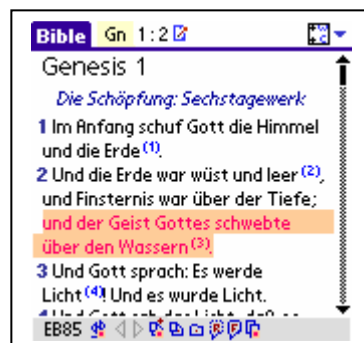 Bible Gn 1:2
Genesis 1
Die Schöpfung: Sechstagewerk
1 Im Anfang schuf Gott die Himmel
und die Erde (1).
2 Und die Erde war wüst und leer (2),
und Finsternis war über der Tiefe;
und der Geist Gottes schwebte
über den Wassern (3).
3 Und Gott sprach: Es werde
Licht (4)! Und es wurde Licht.
EB85